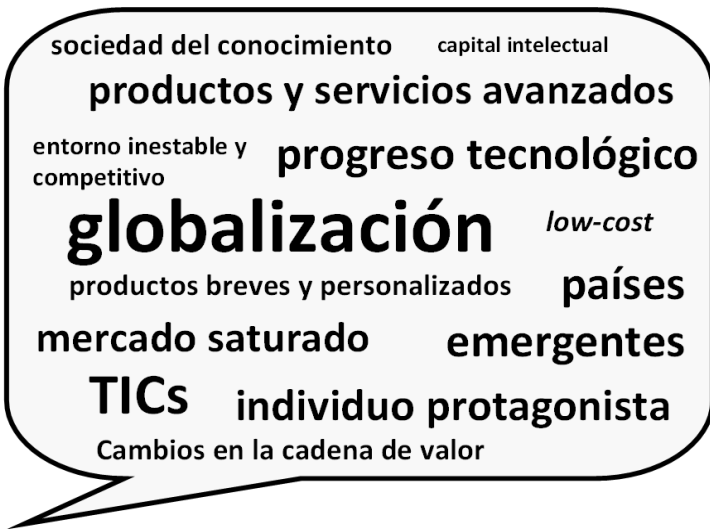 sociedad del conocimiento capital intelectual
productos y servicios avanzados
entorno inestable y
competitivo
progreso tecnológico
globalización low-cost
productos breves y personalizados
países
emergentes
mercado saturado
TICs individuo protagonista
Cambios en la cadena de valor